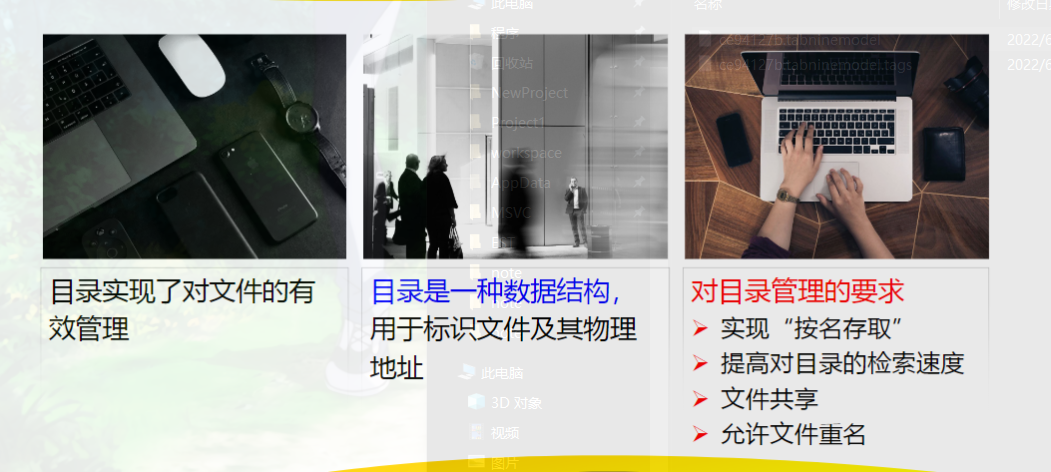 此电脑
名称
修改日
程序
ce94127b.tabninemodel
2022/6
回收站
ce94127b.tabninemodel.tags
2022/6
NewProject
Project1
workspace
AppData
MSVC
note
目录实现了对文件的有
效管理
目录是一种数据结构，
用于标识文件及其物理
地址
此电脑
3D 对象
视频
图片
对目录管理的要求
实现“按名存取”
提高对目录的检索速度
文件共享
允许文件重名